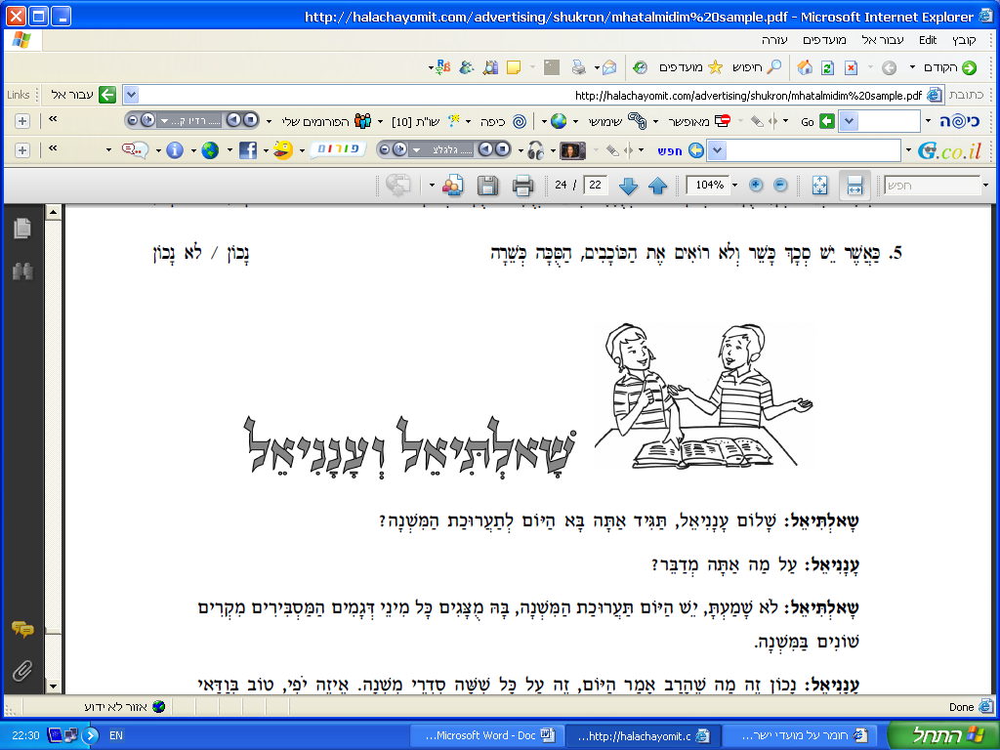 http://halachayomit.com/advertising/shukron/mhatalmidim%20sample.pdf - Microsoft Internet Explorer
קובץ Edit עבור אל מועדפים עזרה
הקודם חיפוש מועדפים
כתובת http://halachayomit.com/advertising/shukron/mhatalmidim%20sample.pdf עבור אל Links
כיפה Go מאופשר שימושי כיפה שו"ת [10] הפורומים שלי רדיו ק...... »
G.co.il חפש גלגלצ ...... פורום »
חפש 104% 22 / 24
5. כַּאֲשֶׁר יֵשׁ סְכָךְ כָּשֵׁר וְלֹא רוֹאִים אֶת הַכּוֹכָבִים, הַסֻּכָּה כְּשֵׁרָה נָכוֹן / לֹא נָכוֹן
שְׁאַלְתִּיאֵל וְעָנָנִיאֵל
שְׁאַלְתִּיאֵל: שָׁלוֹם עֲנָנִיאֵל, תַּגִּיד אַתָּה בָּא הַיּוֹם לְתַעֲרוּכַת הַמִּשְׁנָה?
עֲנָנִיאֵל: עַל מַה אַתָּה מְדַבֵּר?
שְׁאַלְתִּיאֵל: לֹא שָׁמַעְתָּ, יֵשׁ הַיּוֹם תַּעֲרוּכַת הַמִּשְׁנָה, בָּהּ מֻצָּגִים כָּל מִינֵי דְּגָמִים הַמַּסְבִּירִים מִקְרִים
שׁוֹנִים בַּמִּשְׁנָה.
עֲנָנִיאֵל: נָכוֹן זֶה מַה שֶׁהָרַב אָמַר הַיּוֹם, זֶה עַל כָּל שִׁשָּׁה סִדְרֵי מִשְׁנָה. אֵיזֶה יֹפִי, טוֹב בְּוַדַּאי
Done אזור לא ידוע
התחל חומר על מועדי ישר... http://halachayomit.c... Microsoft Word - Doc... EN 22:30